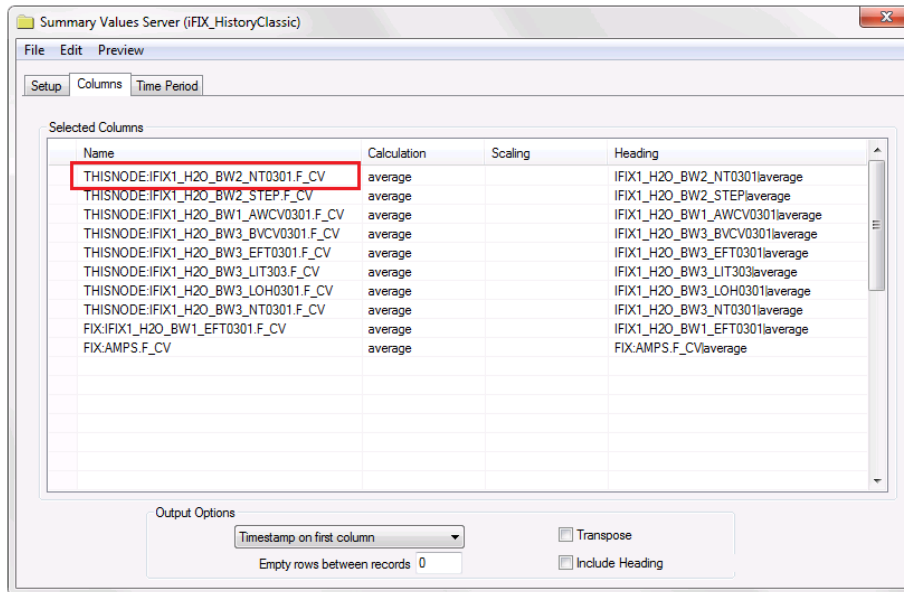 Summary Values Server (iFIX_HistoryClassic)
File Edit Preview
Setup Columns Time Period
Selected Columns
Name Calculation Scaling Heading
THISNODE:IFIX1_H2O_BW2_NT0301.F_CV average IFIX1_H2O_BW2_NT0301|average
THISNODE:IFIX1_H2O_BW2_STEP.F_CV average IFIX1_H2O_BW2_STEP|average
THISNODE:IFIX1_H2O_BW1_AWCV0301.F_CV average IFIX1_H2O_BW1_AWCV0301|average
THISNODE:IFIX1_H2O_BW3_BVCV0301.F_CV average IFIX1_H2O_BW3_BVCV0301|average
THISNODE:IFIX1_H2O_BW3_EFT0301.F_CV average IFIX1_H2O_BW3_EFT0301|average
THISNODE:IFIX1_H2O_BW3_LIT303.F_CV average IFIX1_H2O_BW3_LIT303|average
THISNODE:IFIX1_H2O_BW3_LOH0301.F_CV average IFIX1_H2O_BW3_LOH0301|average
THISNODE:IFIX1_H2O_BW3_NT0301.F_CV average IFIX1_H2O_BW3_NT0301|average
FIX:IFIX1_H2O_BW1_EFT0301.F_CV average IFIX1_H2O_BW1_EFT0301|average
FIX:AMPS.F_CV average FIX:AMPS.F_CV|average
Output Options
Timestamp on first column Transpose
Empty rows between records 0 Include Heading